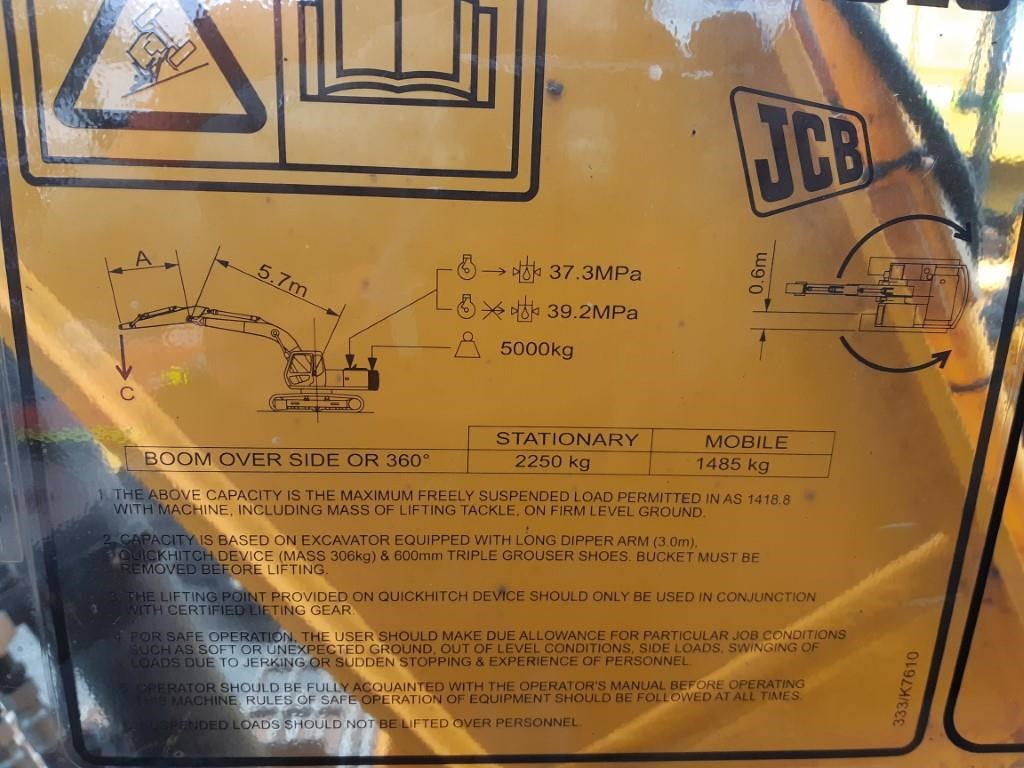 JCB
A
5.7m
37.3MPa
39.2MPa
5000kg
0.6m
C
STATIONARY MOBILE
BOOM OVER SIDE OR 360° 2250 kg 1485 kg
1. THE ABOVE CAPACITY IS THE MAXIMUM FREELY SUSPENDED LOAD PERMITTED IN AS 1418.8
WITH MACHINE, INCLUDING MASS OF LIFTING TACKLE, ON FIRM LEVEL GROUND.
2. CAPACITY IS BASED ON EXCAVATOR EQUIPPED WITH LONG DIPPER ARM (3.0m),
QUICKHITCH DEVICE (MASS 306kg) & 600mm TRIPLE GROUSER SHOES. BUCKET MUST BE
REMOVED BEFORE LIFTING.
3. THE LIFTING POINT PROVIDED ON QUICKHITCH DEVICE SHOULD ONLY BE USED IN CONJUNCTION
WITH CERTIFIED LIFTING GEAR.
4. FOR SAFE OPERATION, THE USER SHOULD MAKE DUE ALLOWANCE FOR PARTICULAR JOB CONDITIONS
SUCH AS SOFT OR UNEXPECTED GROUND, OUT OF LEVEL CONDITIONS, SIDE LOADS, SWINGING OF
LOADS DUE TO JERKING OR SUDDEN STOPPING & EXPERIENCE OF PERSONNEL.
5. OPERATOR SHOULD BE FULLY ACQUAINTED WITH THE OPERATOR'S MANUAL BEFORE OPERATING
THIS MACHINE, RULES OF SAFE OPERATION OF EQUIPMENT SHOULD BE FOLLOWED AT ALL TIMES.
SUSPENDED LOADS SHOULD NOT BE LIFTED OVER PERSONNEL.
333/K7610